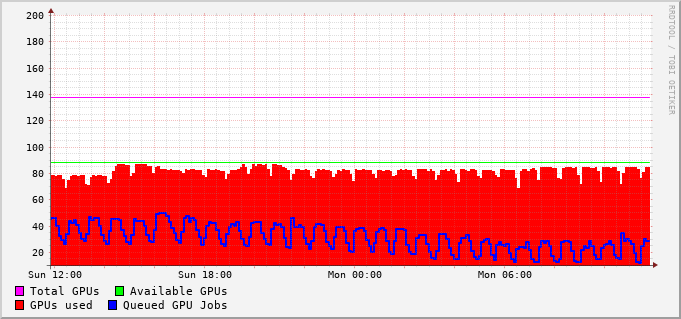 200
180
160
140
120
100
80
60
40
20
Sun 12:00 Sun 18:00 Mon 00:00 Mon 06:00
Total GPUs Available GPUs
GPUs used Queued GPU Jobs
RRDTOOL / TOBI OETIKER